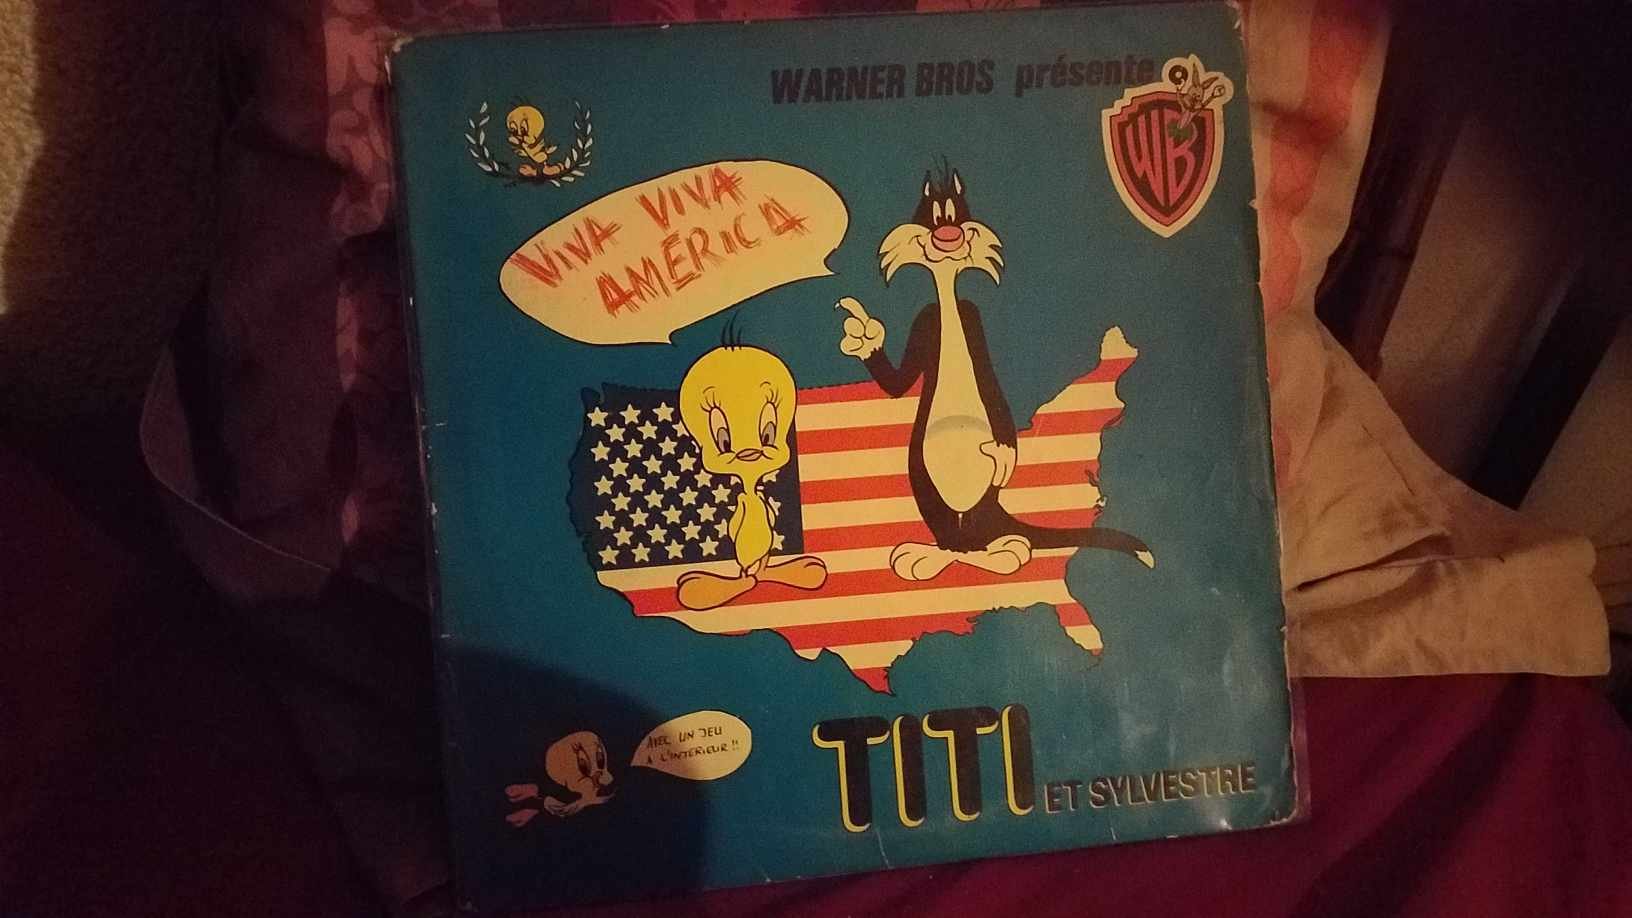 WARNER BROS présente
WB
VIVA VIVA
AMERICA
AVEC UN JEU
A L'INTERIEUR !!
TITI
ET SYLVESTRE